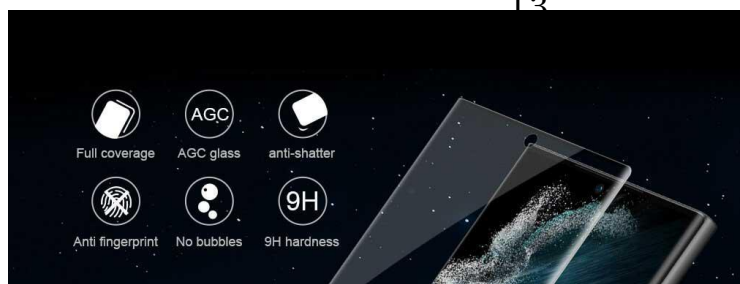 AGC
Full coverage AGC glass anti-shatter
9H
Anti fingerprint No bubbles 9H hardness